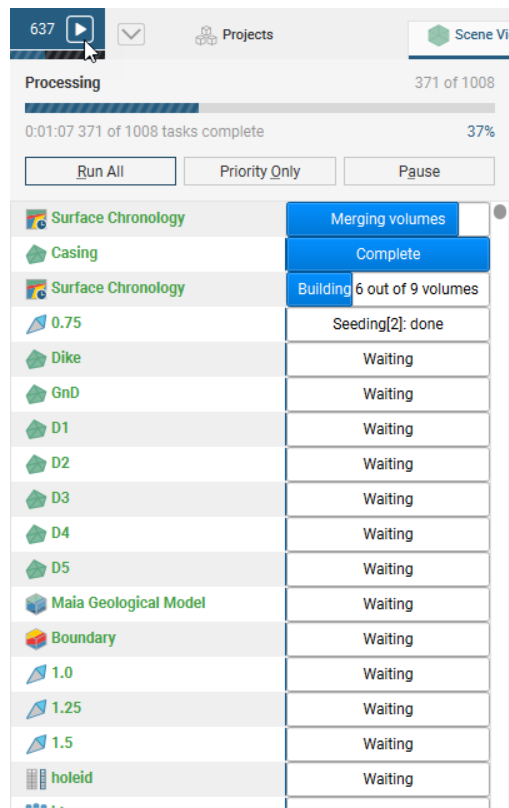 637 Projects Scene Vi
Processing 371 of 1008
0:01:07 371 of 1008 tasks complete 37%
Run All Priority Only Pause
Surface Chronology Merging volumes
Casing Complete
Surface Chronology Building 6 out of 9 volumes
0.75 Seeding[2]: done
Dike Waiting
GnD Waiting
D1 Waiting
D2 Waiting
D3 Waiting
D4 Waiting
D5 Waiting
Maia Geological Model Waiting
Boundary Waiting
1.0 Waiting
1.25 Waiting
1.5 Waiting
holeid Waiting